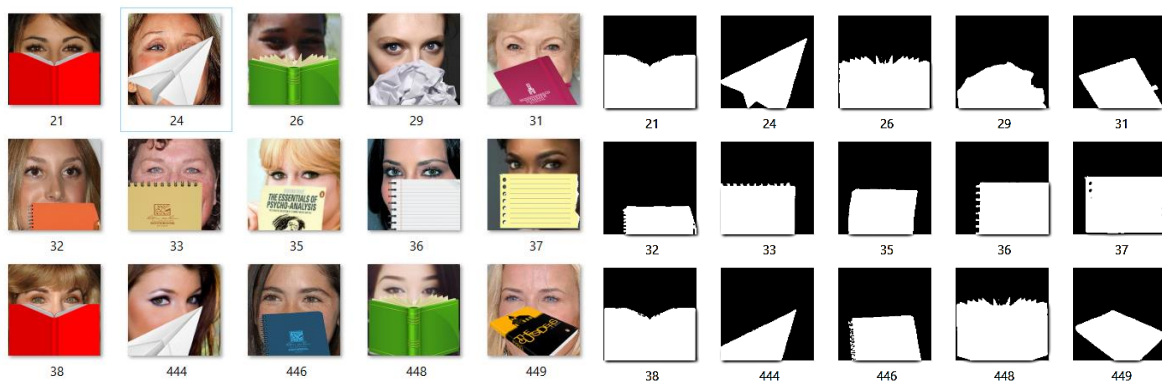 21 24 26 29 31 21 24 26 29 31
THE ESSENTIALS OF
PSYCHO-ANALYSIS
32 33 35 36 37 32 33 35 36 37
38 444 446 448 449 38 444 446 448 449